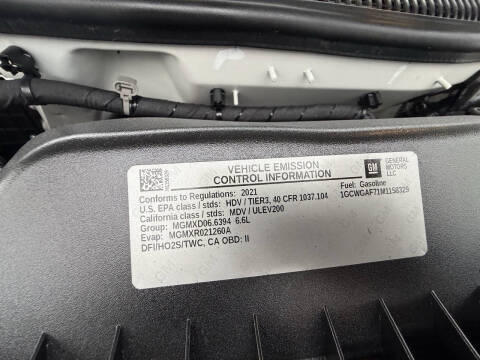 VEHICLE EMISSION
CONTROL INFORMATION
GM
GENERAL
MOTORS
LLC
Conforms to Regulations: 2021
Fuel: Gasoline
U.S. EPA class / stds: HDV / TIER3, 40 CFR 1037.104
1GCWGAF71M1158329
California class / stds: MDV / ULEV200
Group: MGMXD06.6394 6.6L
Evap: MGMXR021260A
DFI/HO2S/TWC, CA OBD: II